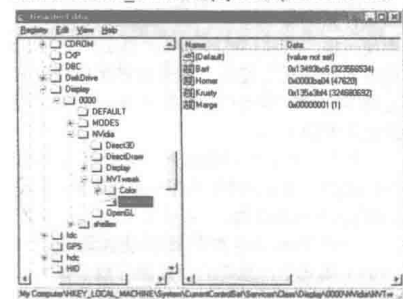 Registry Edit View Help
CDROM
CXP
DBC
DiskDrive
Display
0000
DEFAULT
MODES
NVidia
Direct3D
DirectDraw
Display
NVTweak
Color
OpenGL
shellex
fdc
GPS
hdc
HID
Name Data
(Default) (value not set)
Bart 0x13493bc6 (323566534)
Homer 0x0000ba04 (47620)
Krusty 0x135a3bf4 (324680692)
Marge 0x00000001 (1)
My Computer\HKEY_LOCAL_MACHINE\System\CurrentControlSet\Services\Class\Display\0000\NVidia\NVTw